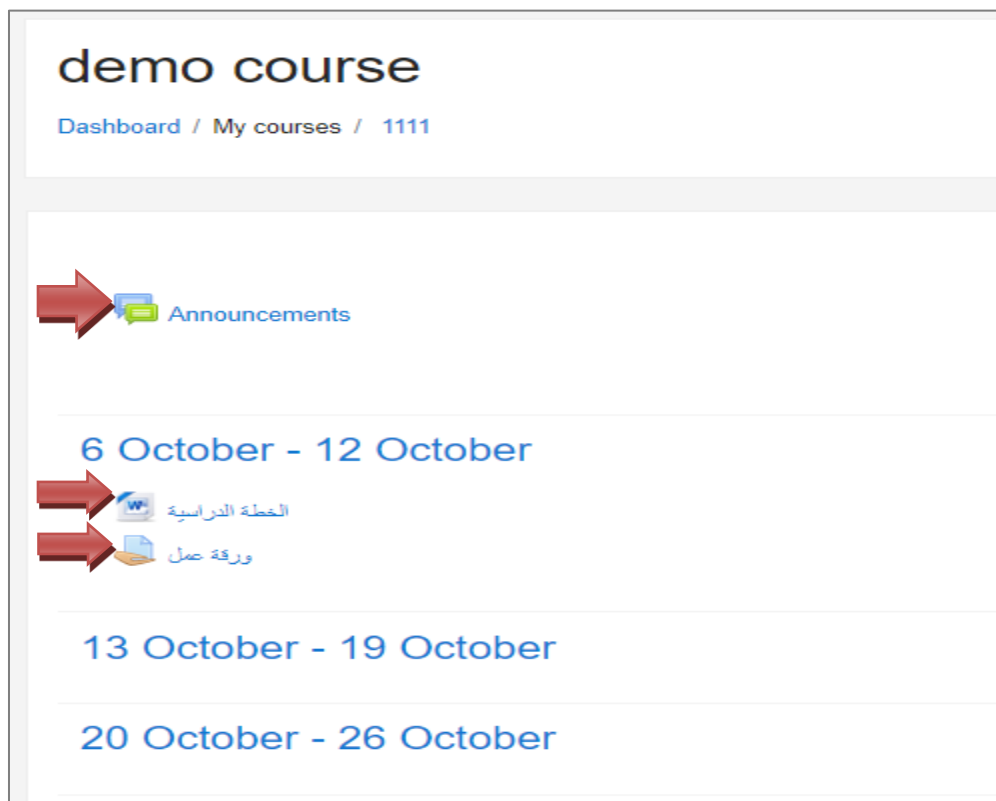 demo course
Dashboard / My courses / 1111
Announcements
6 October - 12 October
الخطة الدراسية
ورقة عمل
13 October - 19 October
20 October - 26 October